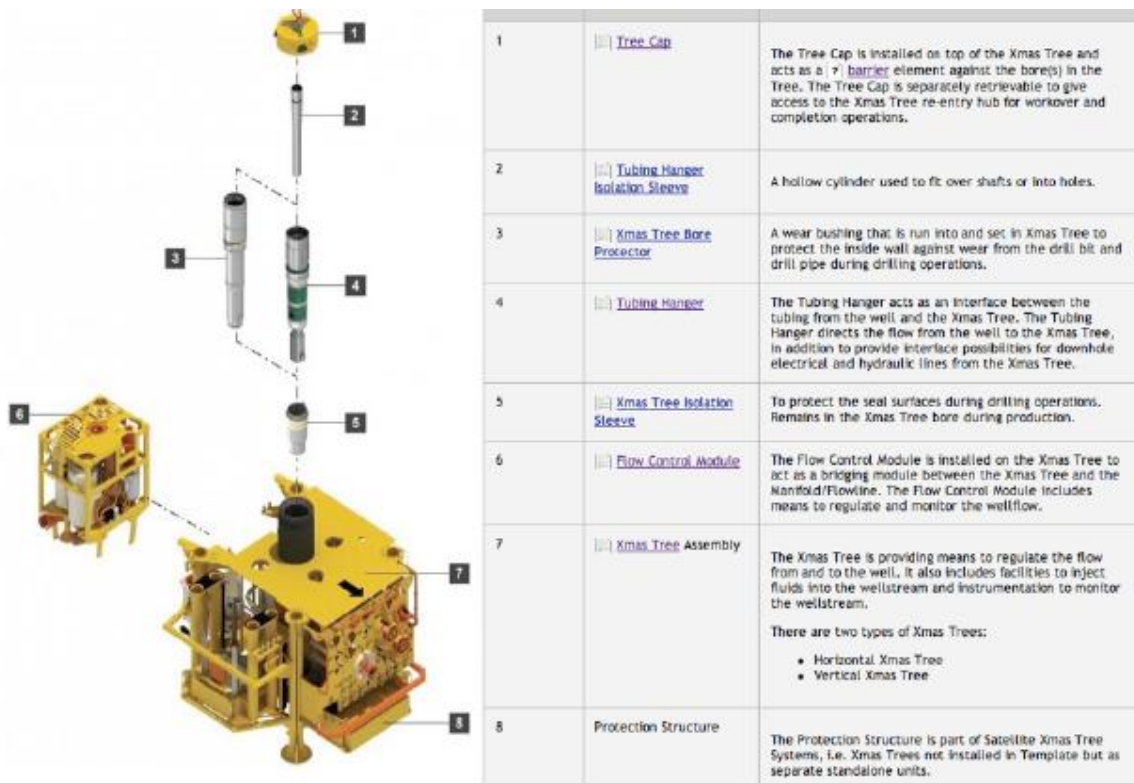 1
2
3
4
5
6
7
8
1
Tree Cap
The Tree Cap is installed on top of the Xmas Tree and
acts as a ? barrier element against the bore(s) in the
Tree. The Tree Cap is separately retrievable to give
access to the Xmas Tree re-entry hub for workover and
completion operations.
2
Tubing Hanger
Isolation Sleeve
A hollow cylinder used to fit over shafts or into holes.
3
Xmas Tree Bore
Protector
A wear bushing that is run into and set in Xmas Tree to
protect the inside wall against wear from the drill bit and
drill pipe during drilling operations.
4
Tubing Hanger
The Tubing Hanger acts as an interface between the
tubing from the well and the Xmas Tree. The Tubing
Hanger directs the flow from the well to the Xmas Tree,
in addition to provide interface possibilities for downhole
electrical and hydraulic lines from the Xmas Tree.
5
Xmas Tree Isolation
Sleeve
To protect the seal surfaces during drilling operations.
Remains in the Xmas Tree bore during production.
6
Flow Control Module
The Flow Control Module is installed on the Xmas Tree to
act as a bridging module between the Xmas Tree and the
Manifold/Flowline. The Flow Control Module includes
means to regulate and monitor the wellflow.
7
Xmas Tree Assembly
The Xmas Tree is providing means to regulate the flow
from and to the well. It also includes facilities to inject
fluids into the wellstream and instrumentation to monitor
the wellstream.
There are two types of Xmas Trees:
• Horizontal Xmas Tree
• Vertical Xmas Tree
8
Protection Structure
The Protection Structure is part of Satellite Xmas Tree
Systems, i.e. Xmas Trees not installed in Template but as
separate standalone units.